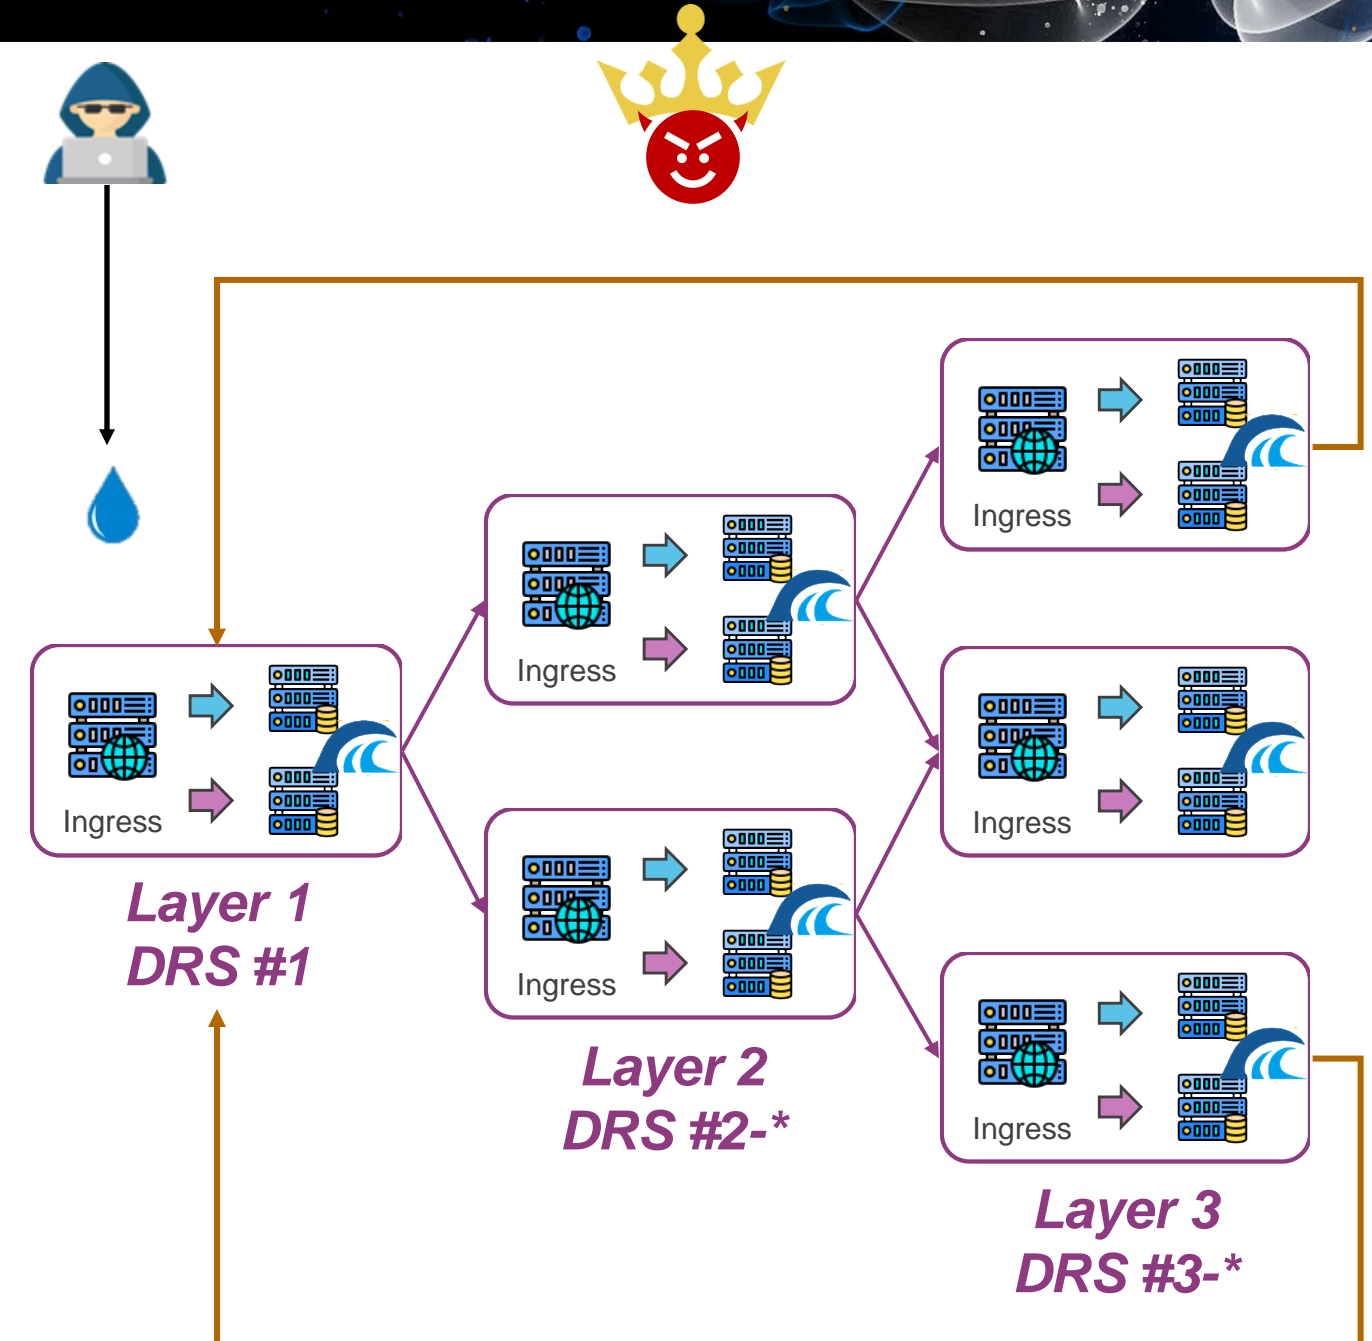 Ingress
Ingress
Ingress
Ingress
Layer 1
DRS #1
Ingress
Layer 2
DRS #2-*
Ingress
Layer 3
DRS #3-*